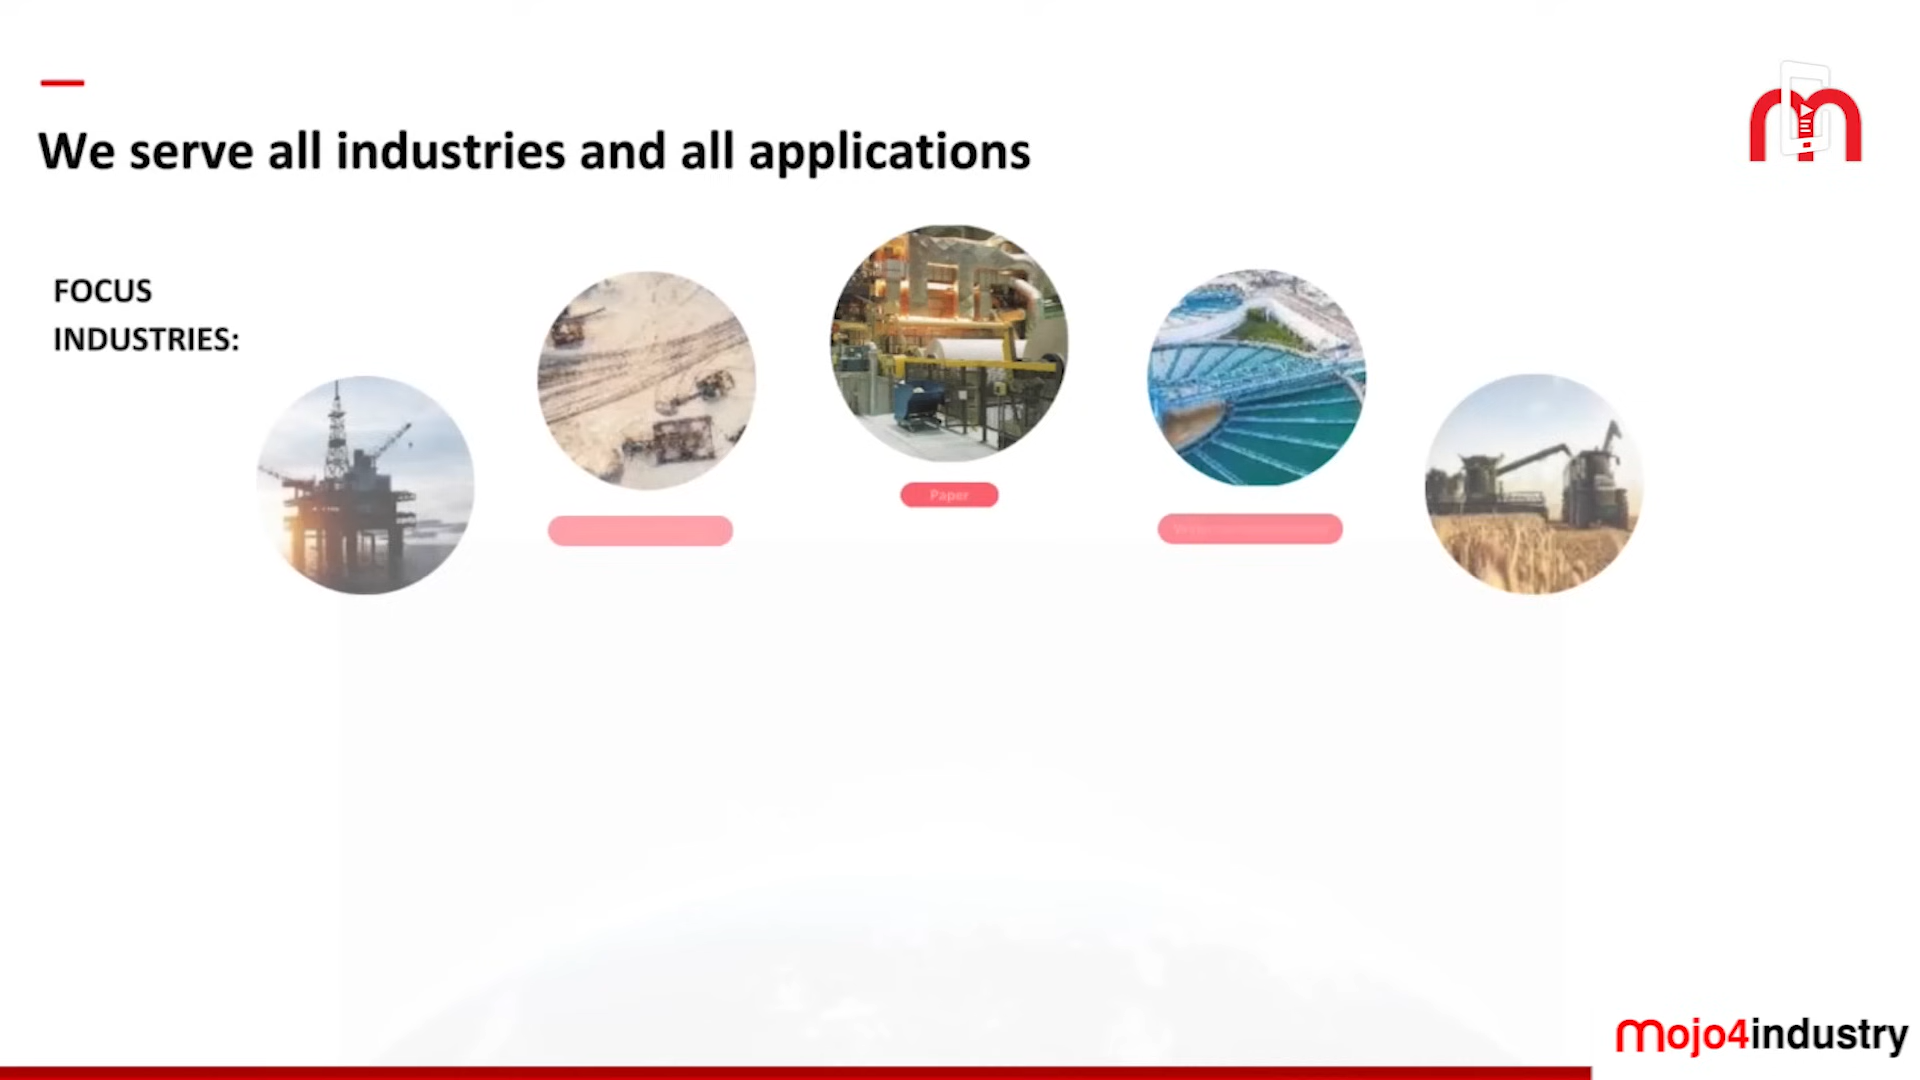 We serve all industries and all applications
FOCUS
INDUSTRIES:
Paper
mojo4industry